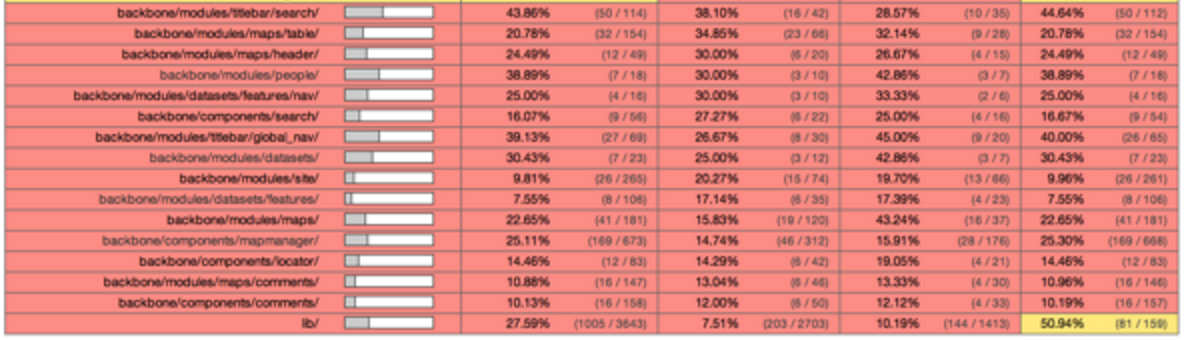 backbone/modules/titlebar/search/ 43.86% (50 / 114) 38.10% (16 / 42) 28.57% (10 / 35) 44.64% (50 / 112)
backbone/modules/maps/table/ 20.78% (32 / 154) 34.85% (23 / 66) 32.14% (9 / 28) 20.78% (32 / 154)
backbone/modules/maps/header/ 24.49% (12 / 49) 30.00% (6 / 20) 26.67% (4 / 15) 24.49% (12 / 49)
backbone/modules/people/ 38.89% (7 / 18) 30.00% (3 / 10) 42.86% (3 / 7) 38.89% (7 / 18)
backbone/modules/datasets/features/nav/ 25.00% (4 / 16) 30.00% (3 / 10) 33.33% (2 / 6) 25.00% (4 / 16)
backbone/components/search/ 16.07% (9 / 56) 27.27% (6 / 22) 25.00% (4 / 16) 16.67% (9 / 54)
backbone/modules/titlebar/global_nav/ 39.13% (27 / 69) 26.67% (8 / 30) 45.00% (9 / 20) 40.00% (26 / 65)
backbone/modules/datasets/ 30.43% (7 / 23) 25.00% (3 / 12) 42.86% (3 / 7) 30.43% (7 / 23)
backbone/modules/site/ 9.81% (26 / 265) 20.27% (15 / 74) 19.70% (13 / 66) 9.96% (26 / 261)
backbone/modules/datasets/features/ 7.55% (8 / 106) 17.14% (6 / 35) 17.39% (4 / 23) 7.55% (8 / 106)
backbone/modules/maps/ 22.65% (41 / 181) 15.83% (19 / 120) 43.24% (16 / 37) 22.65% (41 / 181)
backbone/components/mapmanager/ 25.11% (169 / 673) 14.74% (46 / 312) 15.91% (28 / 176) 25.30% (169 / 668)
backbone/components/locator/ 14.46% (12 / 83) 14.29% (6 / 42) 19.05% (4 / 21) 14.46% (12 / 83)
backbone/modules/maps/comments/ 10.88% (16 / 147) 13.04% (6 / 46) 13.33% (4 / 30) 10.96% (16 / 146)
backbone/components/comments/ 10.13% (16 / 158) 12.00% (6 / 50) 12.12% (4 / 33) 10.19% (16 / 157)
lib/ 27.59% (1005 / 3643) 7.51% (203 / 2703) 10.19% (144 / 1413) 50.94% (81 / 159)